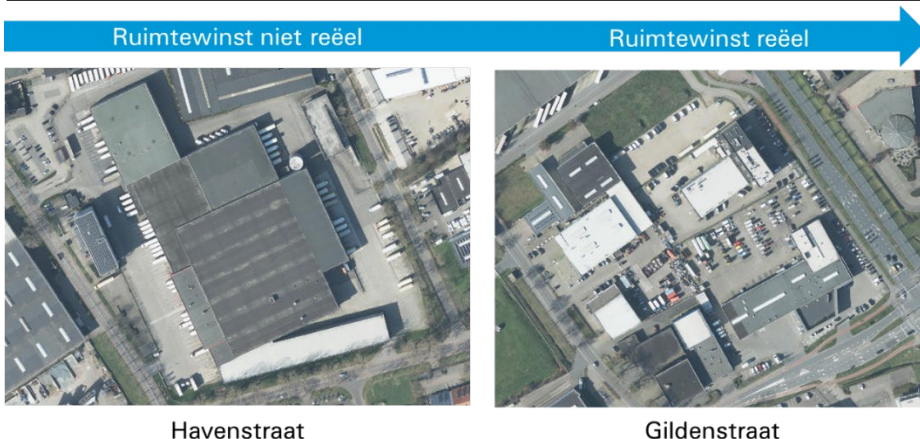 Ruimtewinst niet reëel
Ruimtewinst reëel
Havenstraat
Gildenstraat